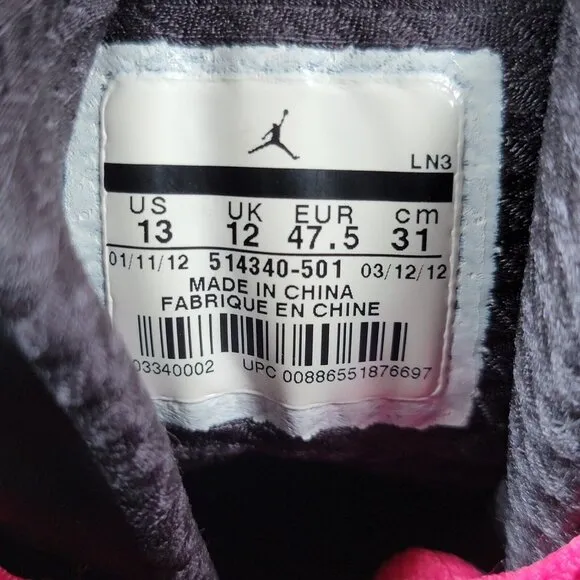 LN3
US UK EUR cm
13 12 47.5 31
01/11/12 514340-501 03/12/12
MADE IN CHINA
FABRIQUE EN CHINE
03340002 UPC 00886551876697